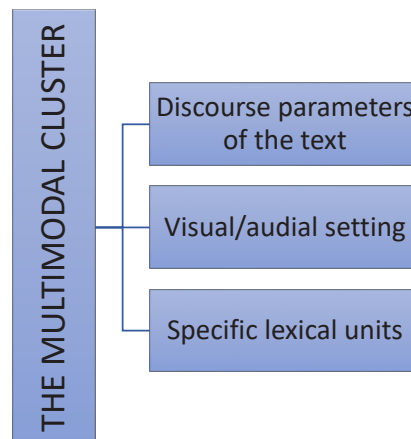 THE MULTIMODAL CLUSTER
Discourse parameters
of the text
Visual/audial setting
Specific lexical units